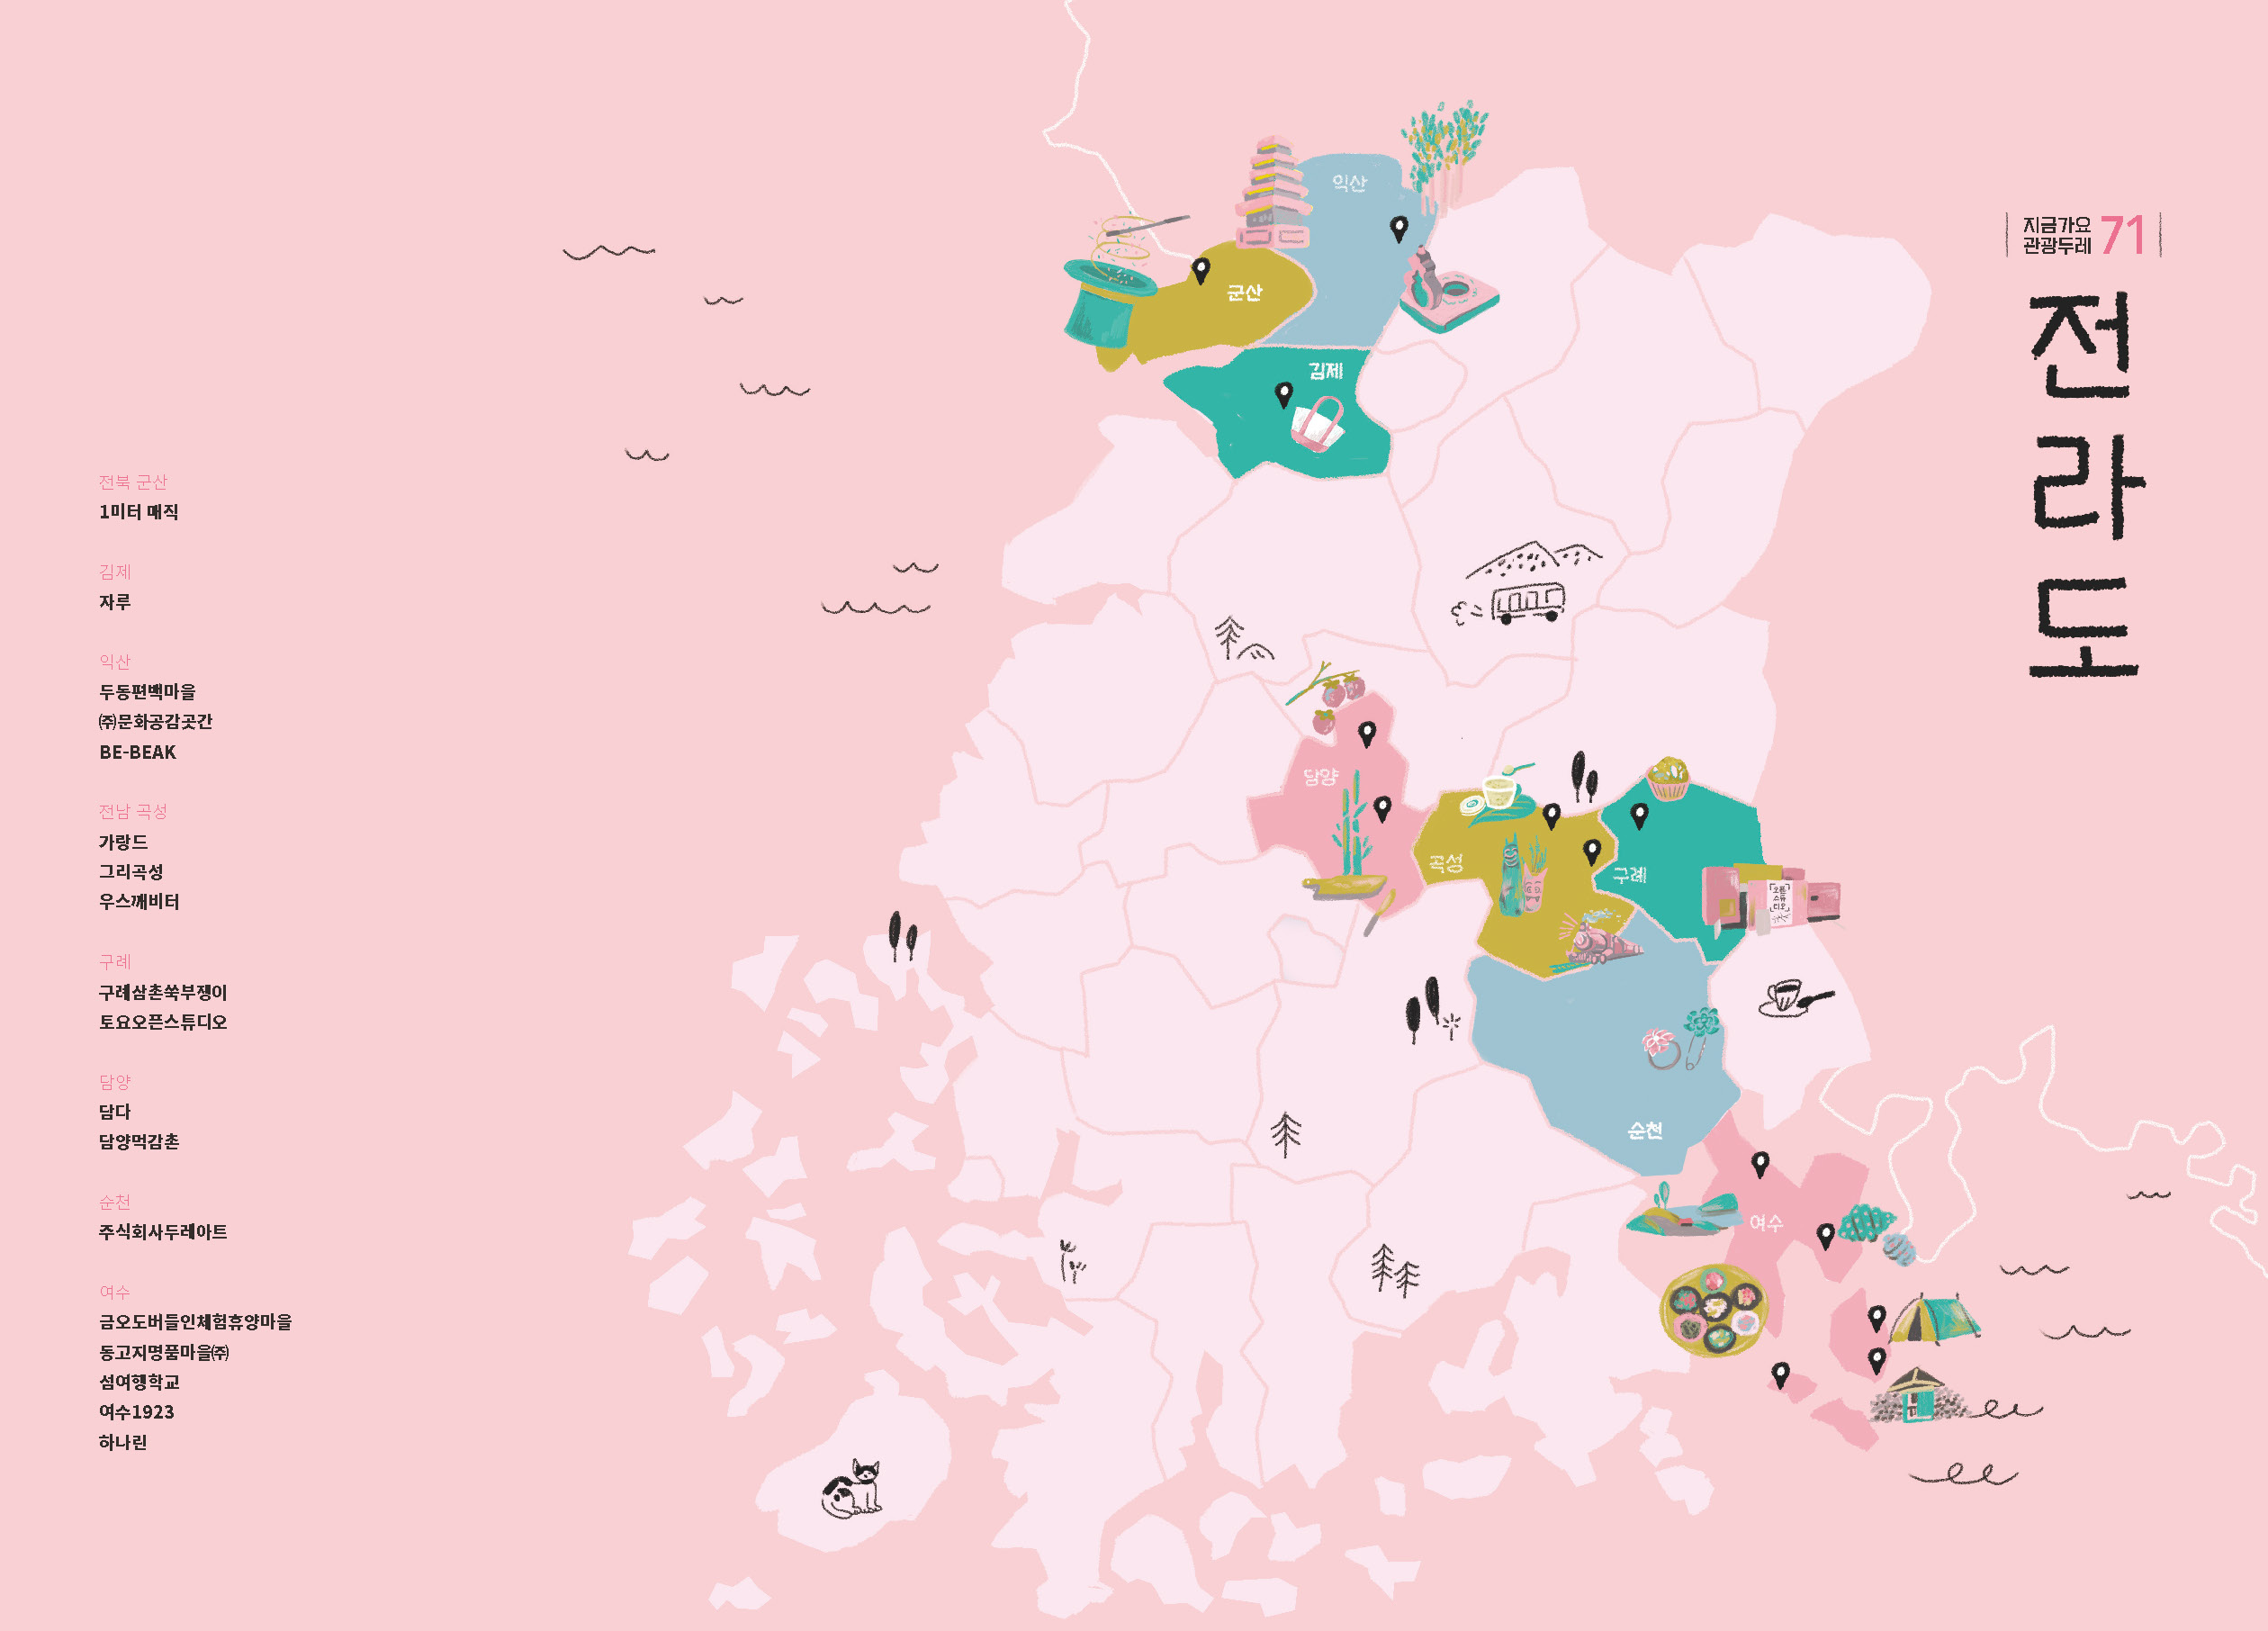 지금가요
관광두레 71
전라도
전북 군산
1미터 매직
김제
자루
익산
두동편백마을
㈜문화공감곳간
BE-BEAK
전남 곡성
가랑드
그리곡성
우스깨비터
구례
구례삼촌쑥부쟁이
토요오픈스튜디오
담양
담다
담양먹감촌
순천
주식회사두레아트
여수
금오도버들인체험휴양마을
동고지명품마을㈜
섬여행학교
여수1923
하나린
익산
군산
김제
담양
곡성
구례
오픈
스튜
디오
순천
여수